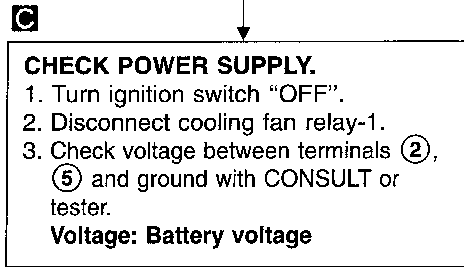 C
CHECK POWER SUPPLY.
1. Turn ignition switch “OFF”.
2. Disconnect cooling fan relay-1.
3. Check voltage between terminals ②,
⑤ and ground with CONSULT or
tester.
Voltage: Battery voltage